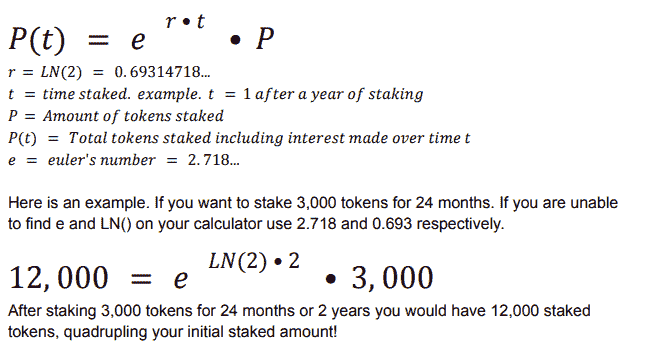 P(t) = e^{r•t} • P
r = LN(2) = 0.69314718...
t = time staked. example. t = 1 after a year of staking
P = Amount of tokens staked
P(t) = Total tokens staked including interest made over time t
e = euler's number = 2.718...
Here is an example. If you want to stake 3,000 tokens for 24 months. If you are unable
to find e and LN() on your calculator use 2.718 and 0.693 respectively.
12,000 = e^{LN(2)•2} • 3,000
After staking 3,000 tokens for 24 months or 2 years you would have 12,000 staked
tokens, quadrupling your initial staked amount!